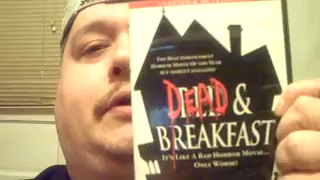 THE BEST INDEPENDENT
HORROR MOVIE OF THE YEAR
DEAD &
BREAKFAST
IT'S LIKE A BAD HORROR MOVIE...
ONLY WORSE!